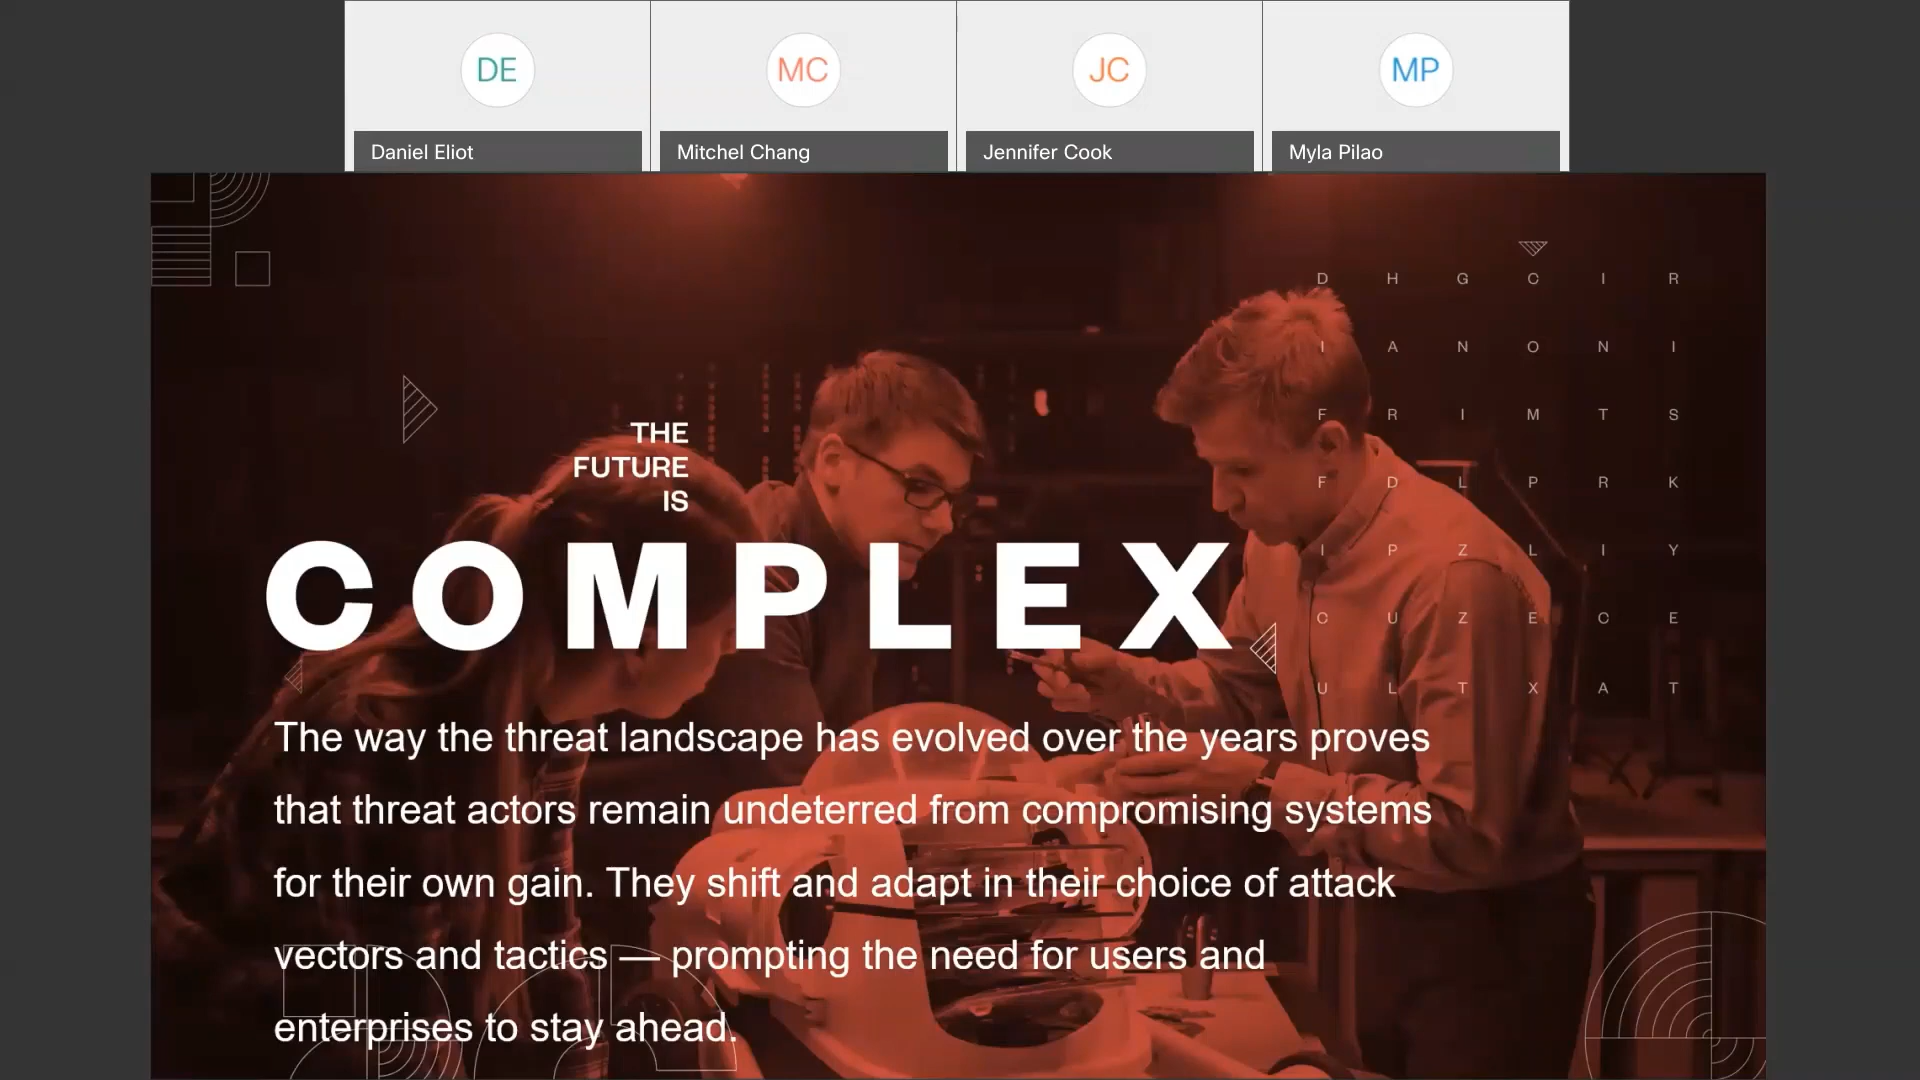 DE
MC
JC
MP
Daniel Eliot
Mitchel Chang
Jennifer Cook
Myla Pilao
D H G C I R
I A N O N I
F R I M T S
F D L P R K
I P Z L I Y
C U Z E C E
U L T X A T
THE
FUTURE
IS
COMPLEX
The way the threat landscape has evolved over the years proves
that threat actors remain undeterred from compromising systems
for their own gain. They shift and adapt in their choice of attack
vectors and tactics — prompting the need for users and
enterprises to stay ahead.